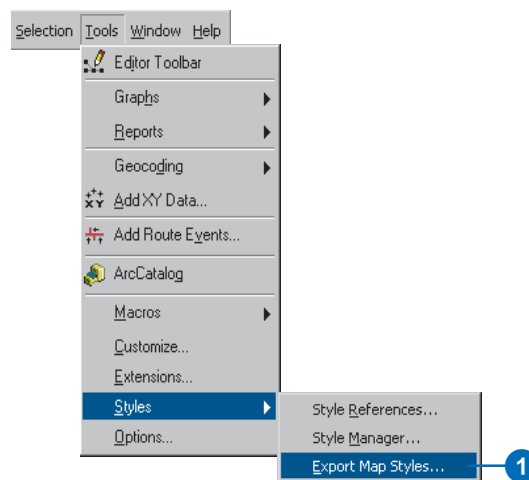 Selection Tools Window Help
Editor Toolbar
Graphs
Reports
Geocoding
Add XY Data...
Add Route Events...
ArcCatalog
Macros
Customize...
Extensions...
Styles
Options...
Style References...
Style Manager...
Export Map Styles...
1